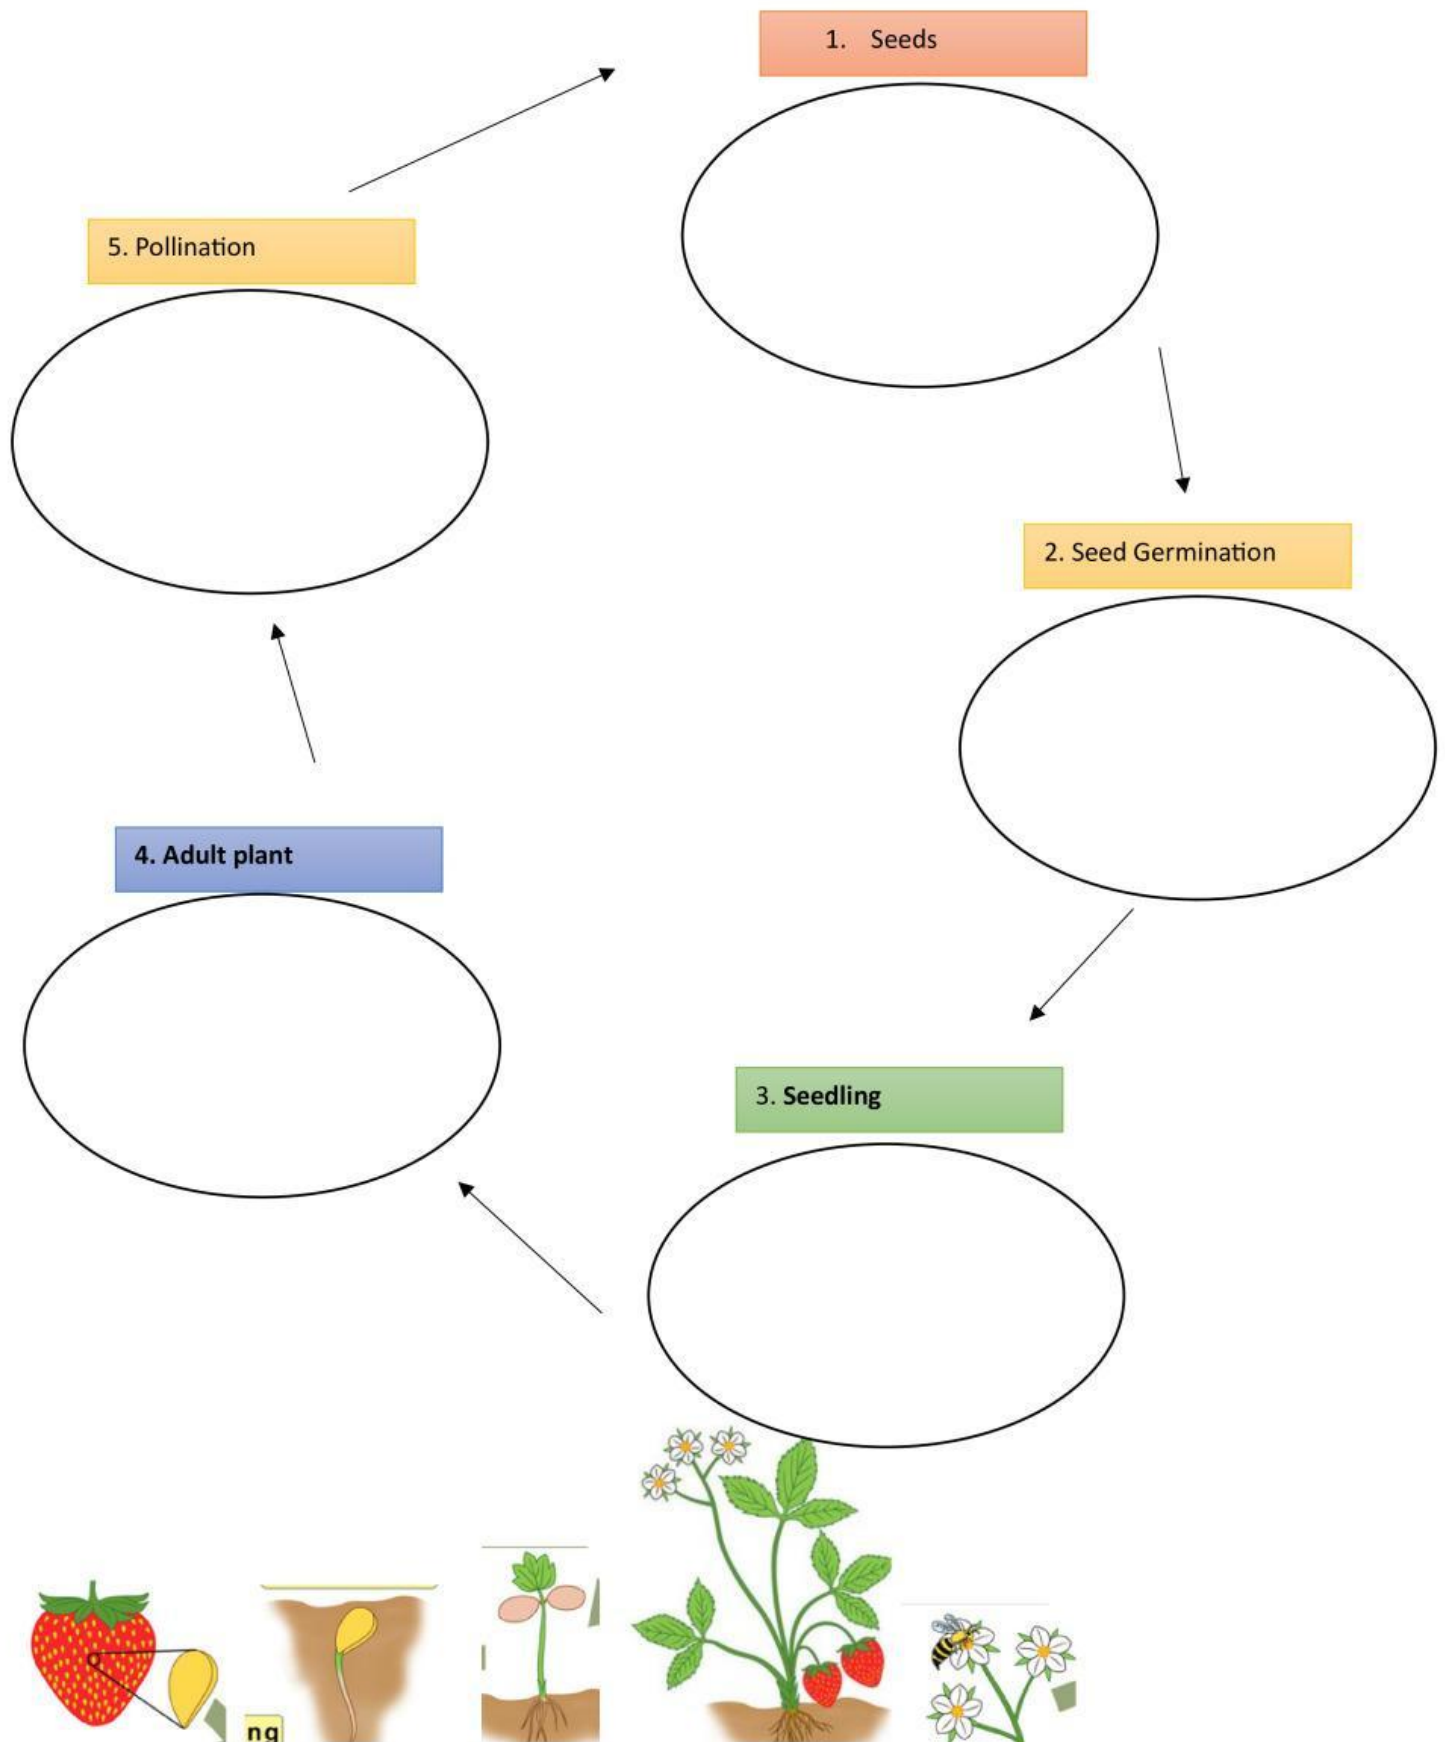 1. Seeds
5. Pollination
2. Seed Germination
4. Adult plant
3. Seedling
ng